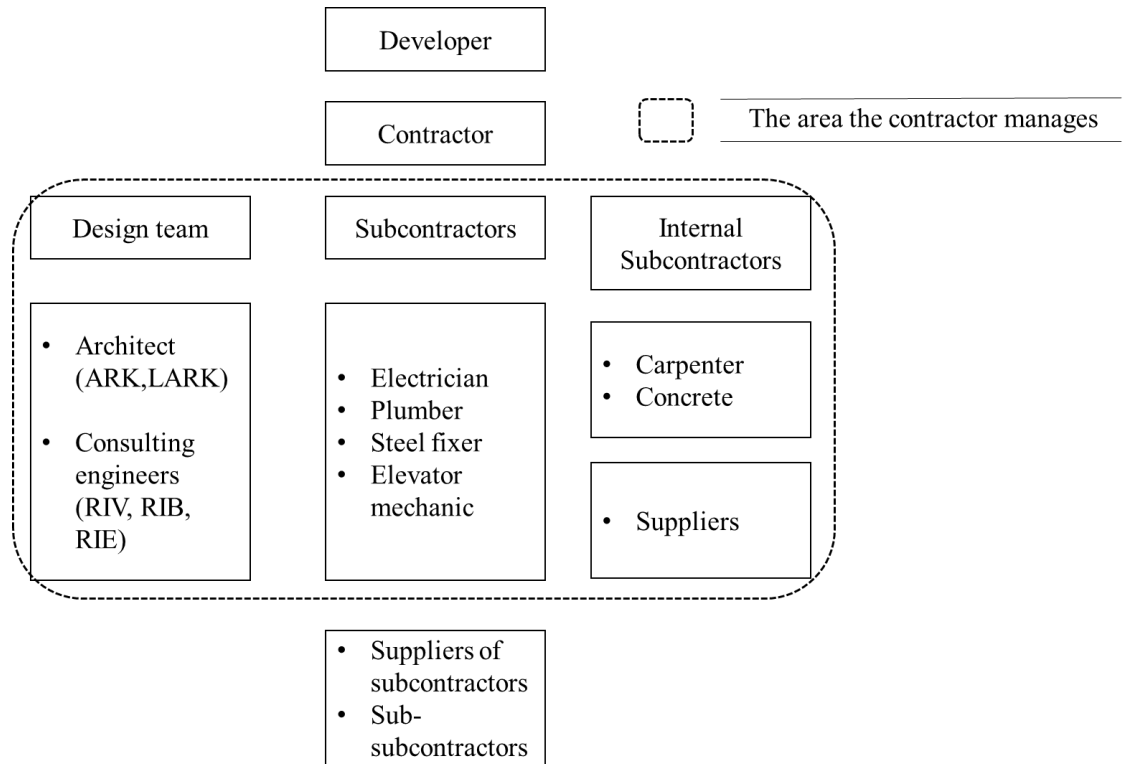 Developer
Contractor
The area the contractor manages
Design team
Subcontractors
Internal
Subcontractors
• Architect
(ARK,LARK)
• Consulting
engineers
(RIV, RIB,
RIE)
• Electrician
• Plumber
• Steel fixer
• Elevator
mechanic
• Carpenter
• Concrete
• Suppliers
• Suppliers of
subcontractors
• Sub-
subcontractors